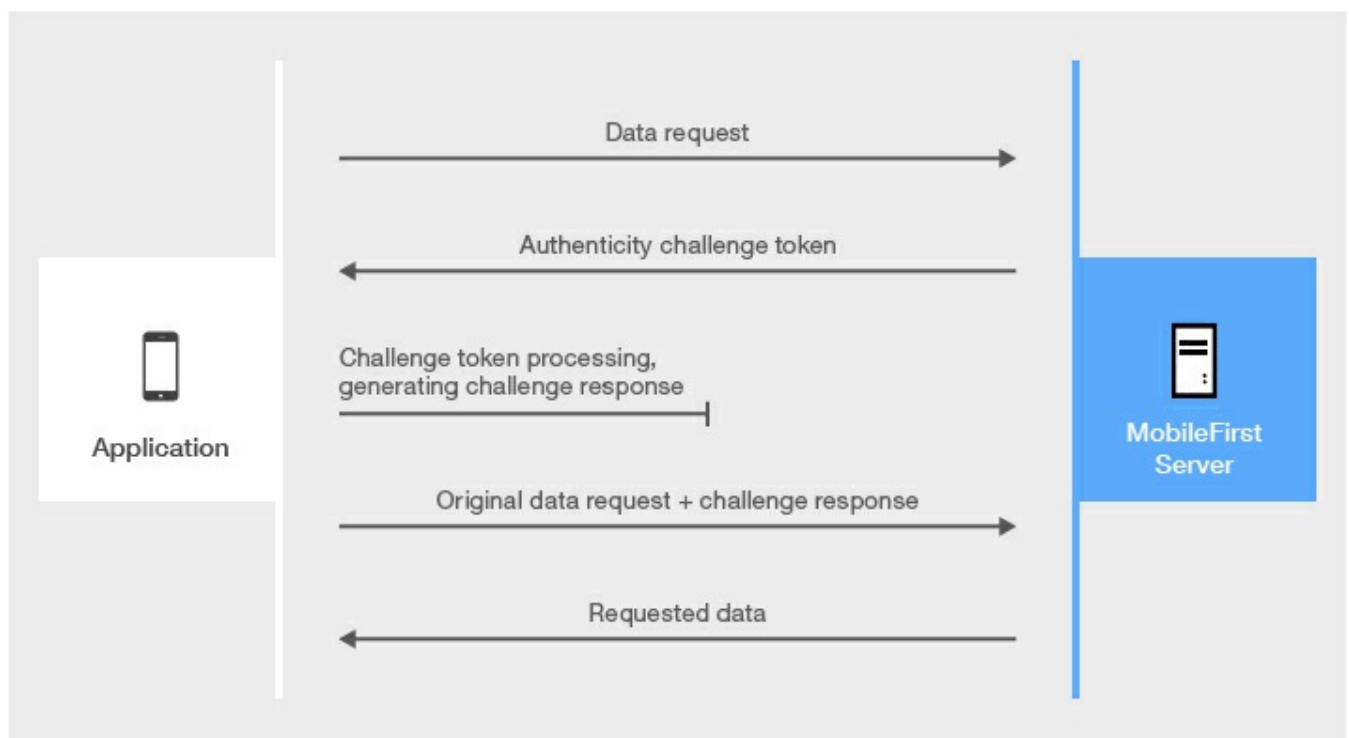 Data request
Authenticity challenge token
Challenge token processing,
generating challenge response
Application
MobileFirst
Server
Original data request + challenge response
Requested data